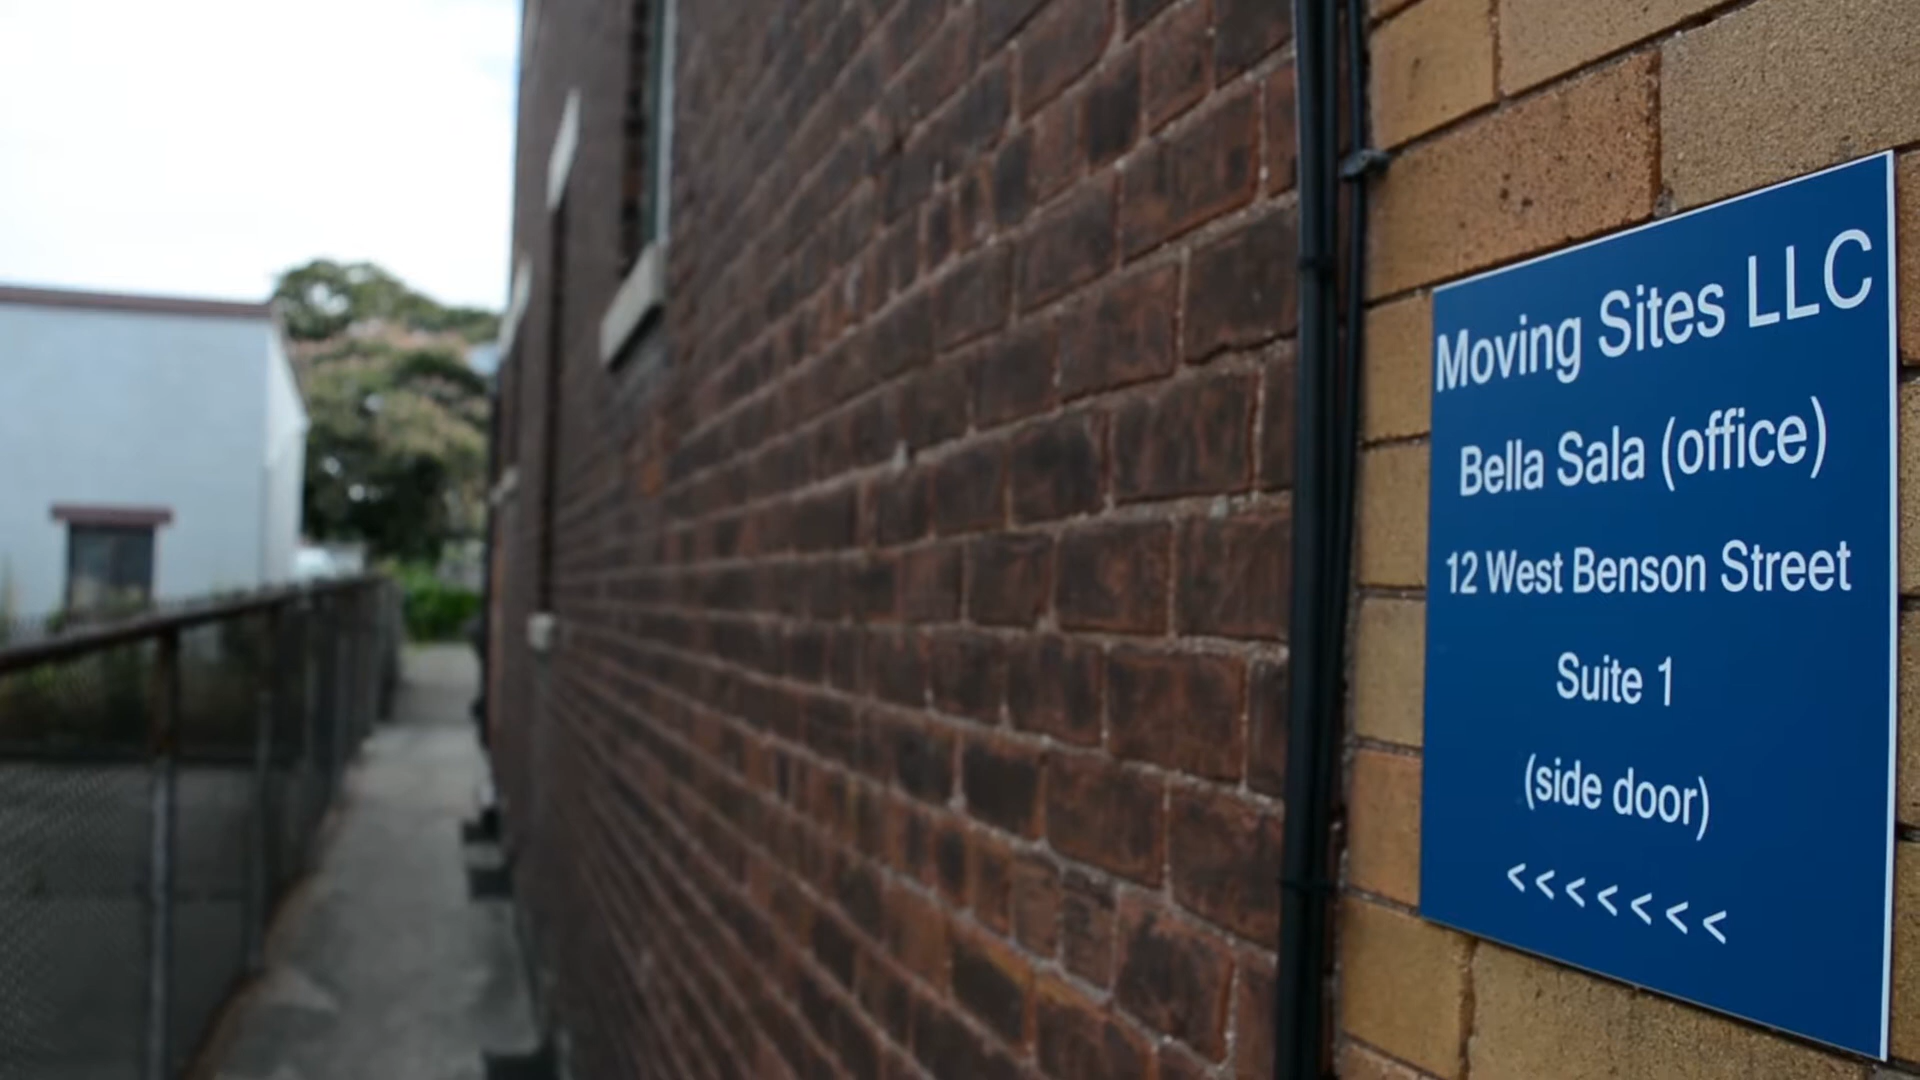 Moving Sites LLC
Bella Sala (office)
12 West Benson Street
Suite 1
(side door)
<<<<<<<